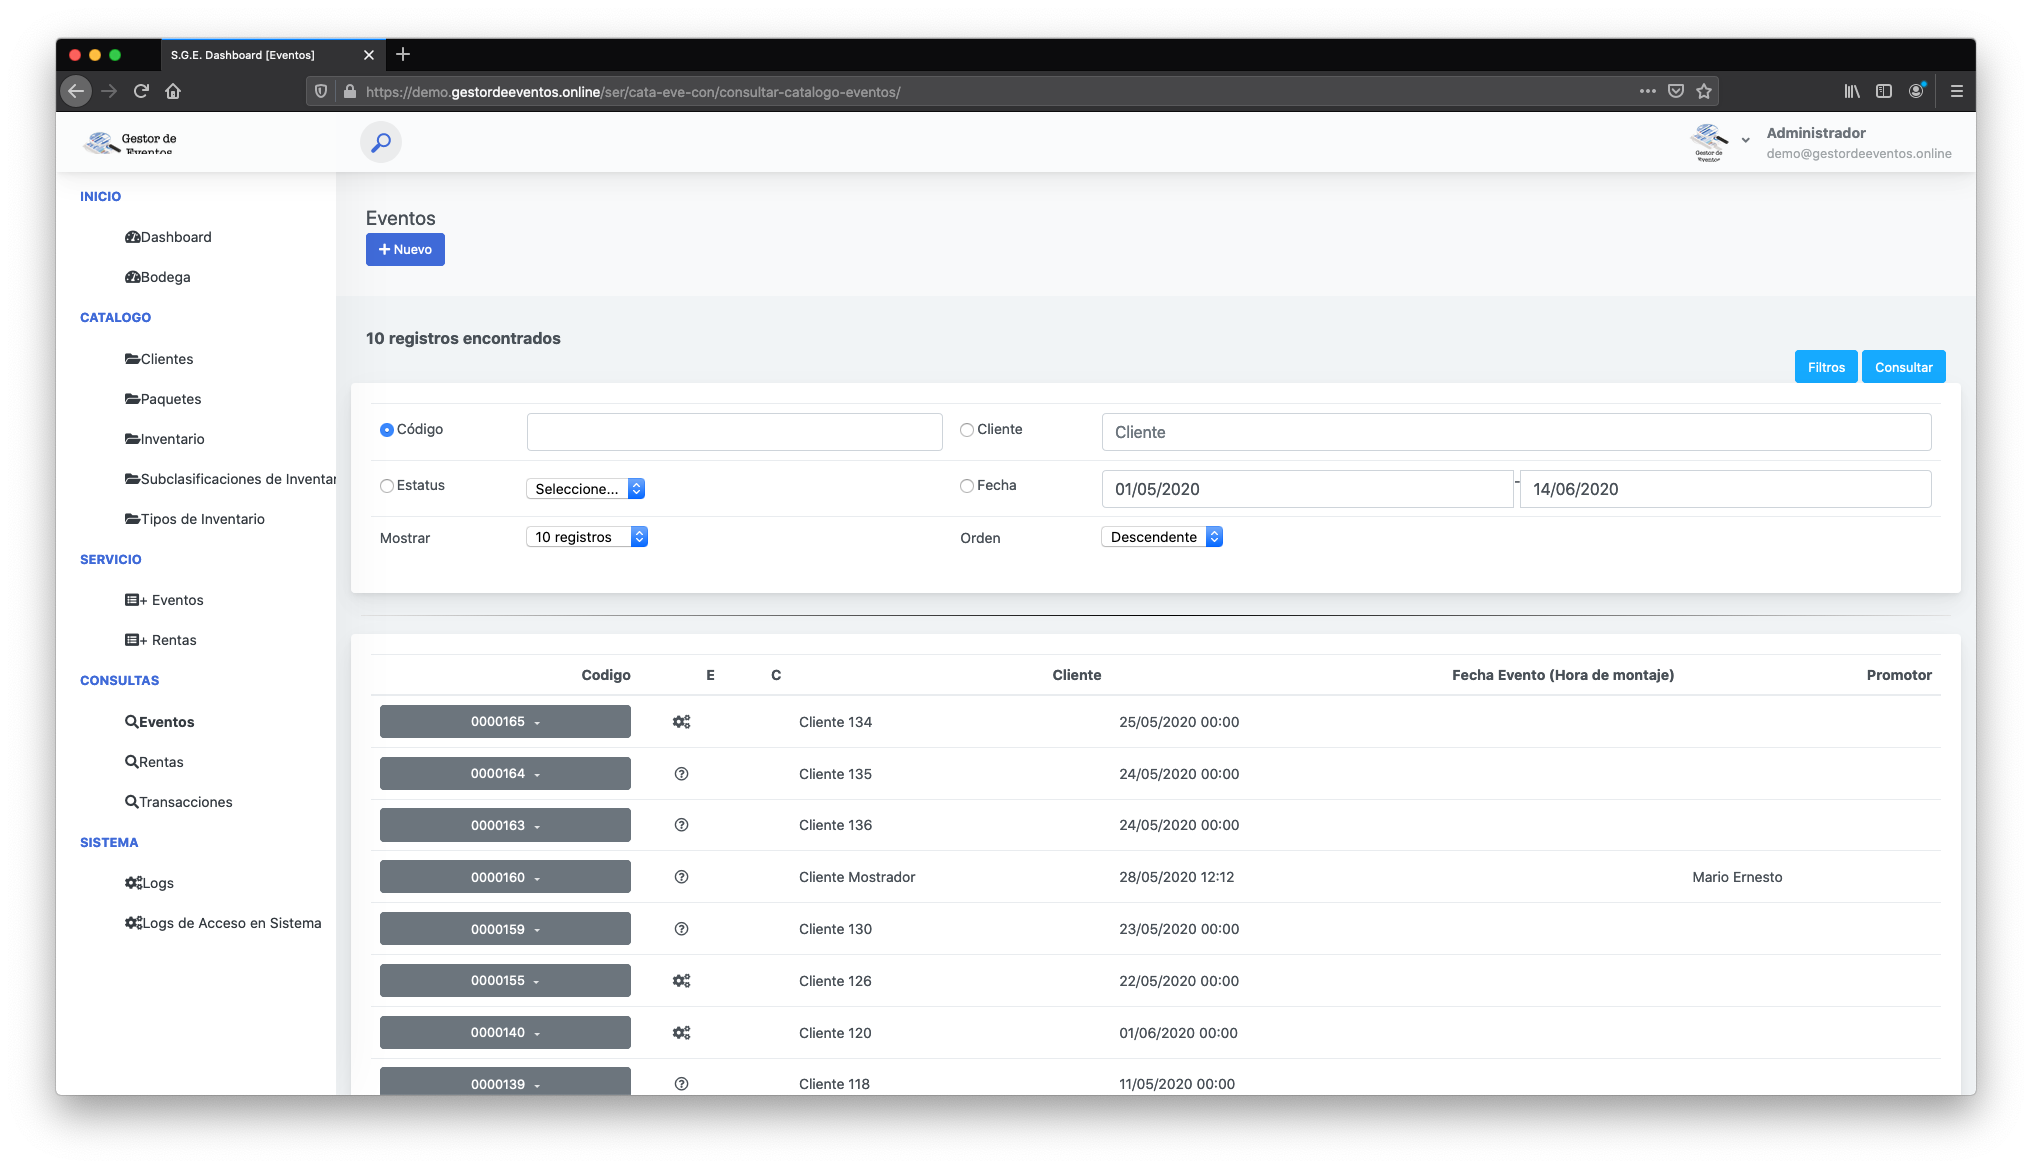 S.G.E. Dashboard [Eventos]
https://demo.gestordeeventos.online/ser/cata-eve-con/consultar-catalogo-eventos/
Gestor de
Eventos
Gestor de
Eventos
Administrador
demo@gestordeeventos.online
INICIO
Dashboard
Bodega
CATALOGO
Clientes
Paquetes
Inventario
Subclasificaciones de Inventar
Tipos de Inventario
SERVICIO
+ Eventos
+ Rentas
CONSULTAS
Eventos
Rentas
Transacciones
SISTEMA
Logs
Logs de Acceso en Sistema
Eventos
+ Nuevo
10 registros encontrados
Filtros Consultar
Código Cliente Cliente
Estatus Seleccione... Fecha 01/05/2020 - 14/06/2020
Mostrar 10 registros Orden Descendente
Codigo E C Cliente Fecha Evento (Hora de montaje) Promotor
0000165 Cliente 134 25/05/2020 00:00
0000164 Cliente 135 24/05/2020 00:00
0000163 Cliente 136 24/05/2020 00:00
0000160 Cliente Mostrador 28/05/2020 12:12 Mario Ernesto
0000159 Cliente 130 23/05/2020 00:00
0000155 Cliente 126 22/05/2020 00:00
0000140 Cliente 120 01/06/2020 00:00
0000139 Cliente 118 11/05/2020 00:00